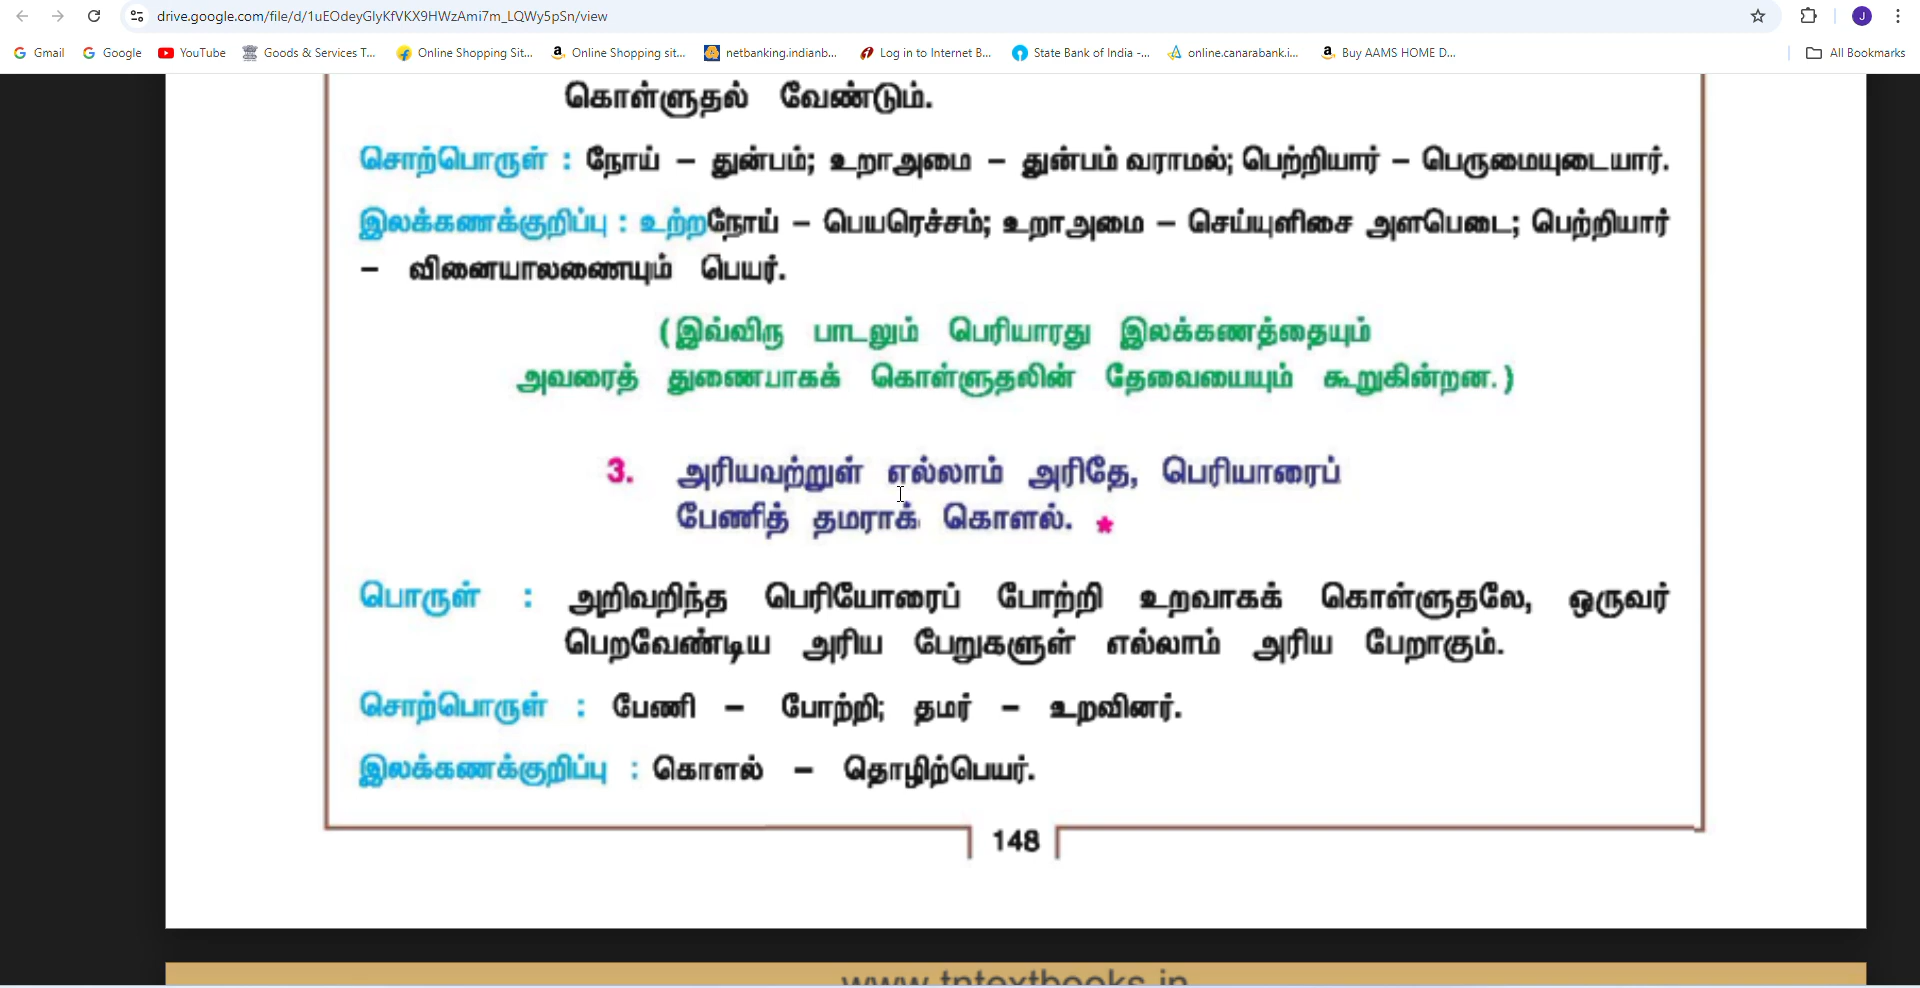 drive.google.com/file/d/1uEOdeyGlyKfVKX9HWzAmi7m_LQWy5pSn/view
J
Gmail Google YouTube Goods & Services T... Online Shopping Sit... Online Shopping sit... netbanking.indianb... Log in to Internet B... State Bank of India -... online.canarabank.i... Buy AAMS HOME D... All Bookmarks
கொள்ளுதல் வேண்டும்.
சொற்பொருள் : நோய் – துன்பம்; உறாஅமை – துன்பம் வராமல்; பெற்றியார் – பெருமையுடையார்.
இலக்கணக்குறிப்பு : உற்றநோய் – பெயரெச்சம்; உறாஅமை – செய்யுளிசை அளபெடை; பெற்றியார்
– வினையாலணையும் பெயர்.
(இவ்விரு பாடலும் பெரியாரது இலக்கணத்தையும்
அவரைத் துணையாகக் கொள்ளுதலின் தேவையையும் கூறுகின்றன.)
3. அரியவற்றுள் எல்லாம் அரிதே, பெரியாரைப்
பேணித் தமராக் கொளல். *
பொருள் : அறிவறிந்த பெரியோரைப் போற்றி உறவாகக் கொள்ளுதலே, ஒருவர்
பெறவேண்டிய அரிய பேறுகளுள் எல்லாம் அரிய பேறாகும்.
சொற்பொருள் : பேணி – போற்றி; தமர் – உறவினர்.
இலக்கணக்குறிப்பு : கொளல் – தொழிற்பெயர்.
148
www.tntextbooks.in